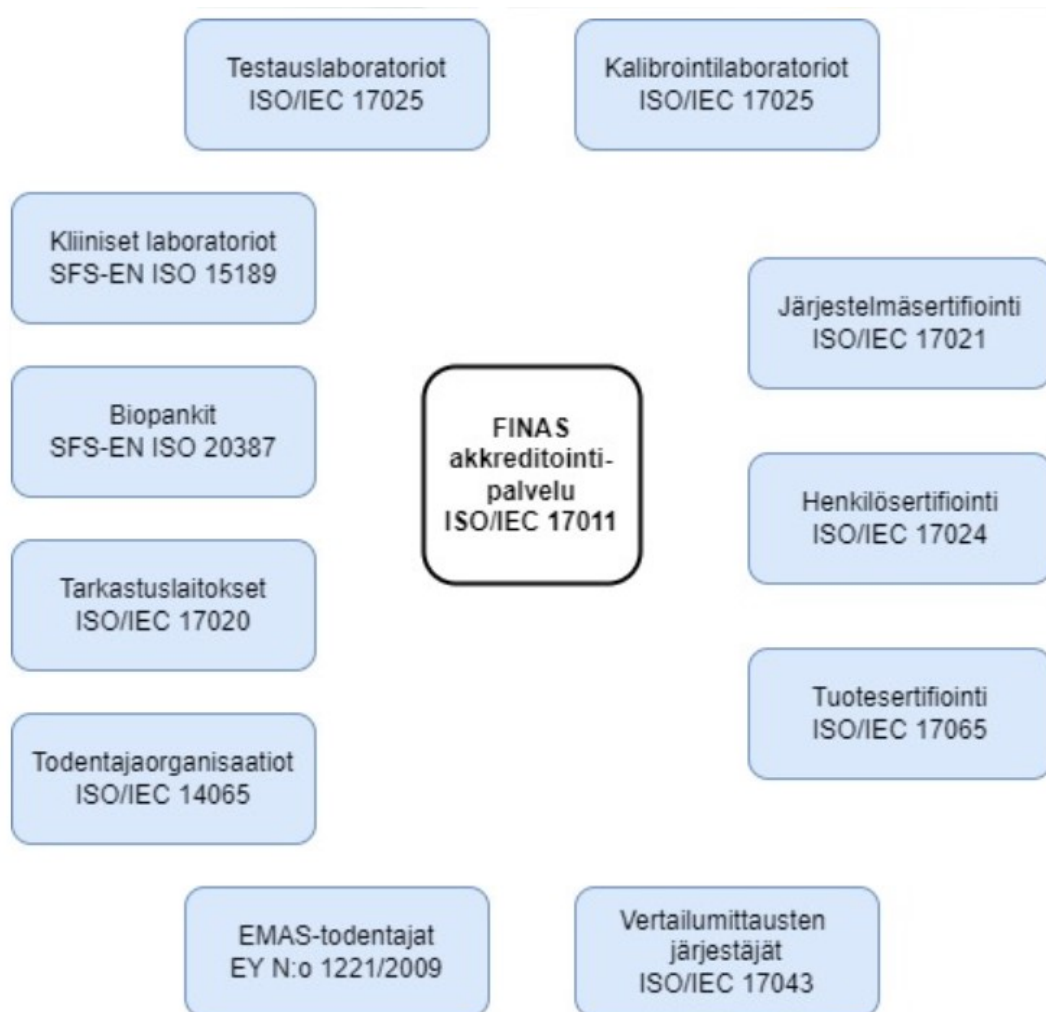 Testauslaboratoriot
ISO/IEC 17025
Kalibrointilaboratoriot
ISO/IEC 17025
Kliiniset laboratoriot
SFS-EN ISO 15189
Järjestelmäsertifiointi
ISO/IEC 17021
Biopankit
SFS-EN ISO 20387
FINAS
akkreditointi-
palvelu
ISO/IEC 17011
Henkilösertifiointi
ISO/IEC 17024
Tarkastuslaitokset
ISO/IEC 17020
Tuotesertifiointi
ISO/IEC 17065
Todentajaorganisaatiot
ISO/IEC 14065
EMAS-todentajat
EY N:o 1221/2009
Vertailumittausten
järjestäjät
ISO/IEC 17043